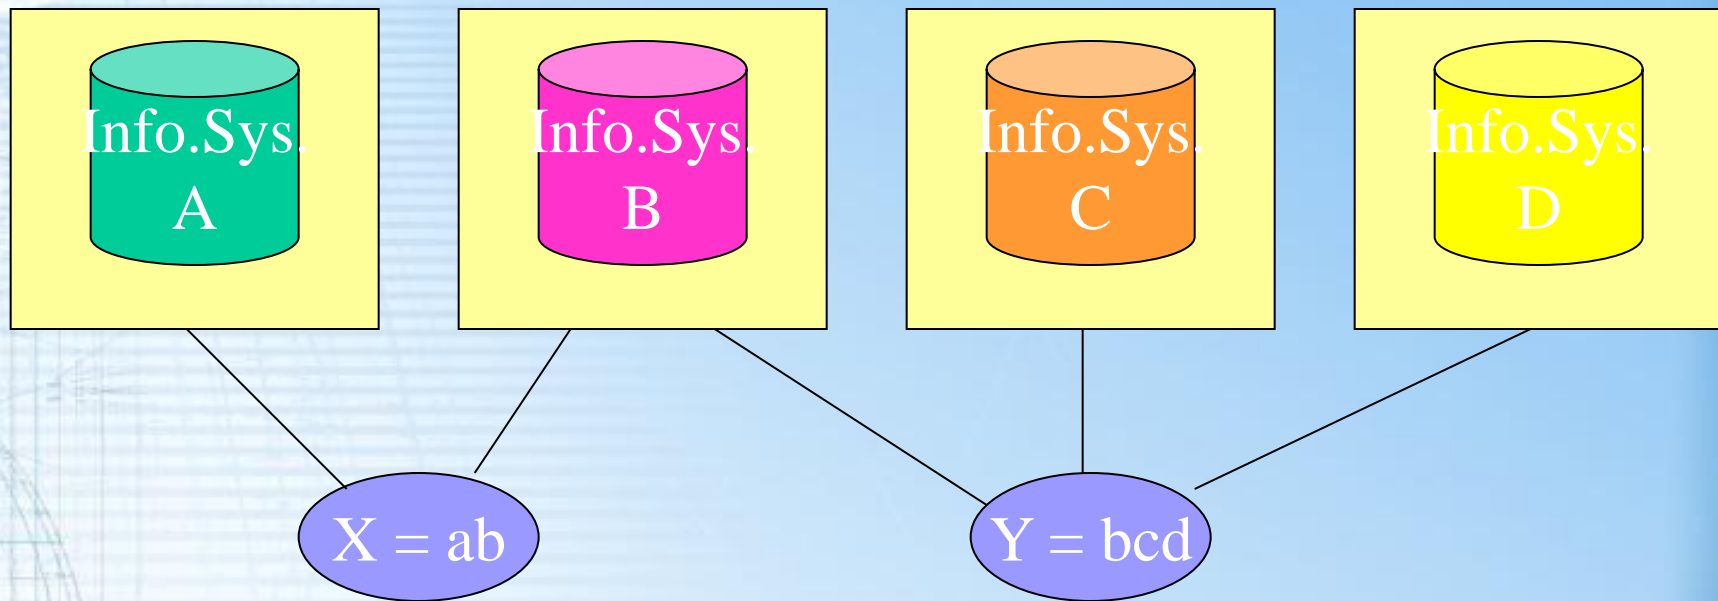 Info.Sys.
A
Info.Sys.
B
Info.Sys.
C
Info.Sys.
D
X = ab
Y = bcd